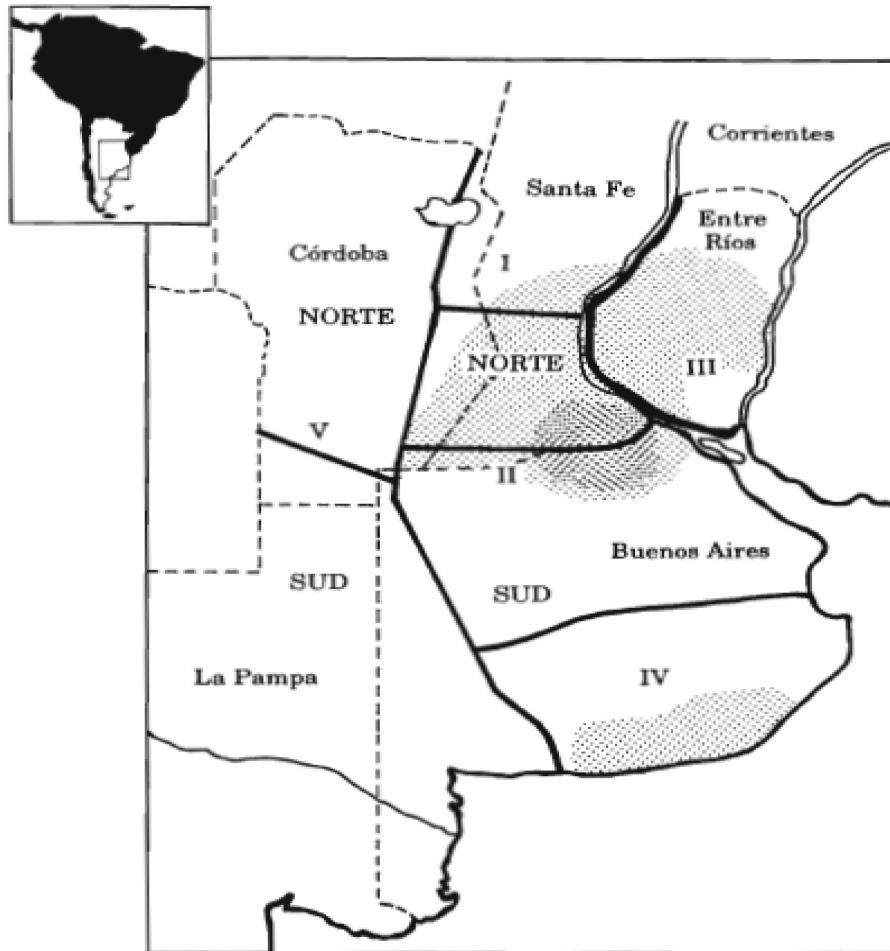 Corrientes
Santa Fe
Entre
Ríos
Córdoba
I
NORTE
NORTE
III
V
II
Buenos Aires
SUD
SUD
La Pampa
IV